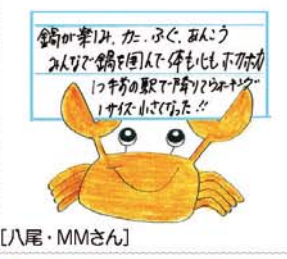 鍋が楽しみ、カニ、ふぐ、あんこう
みんなで鍋を囲んで体も心もホカホカ
1つ手前の駅で降りてウォーキング
1サイズ小さくなった!!
[八尾・MMさん]